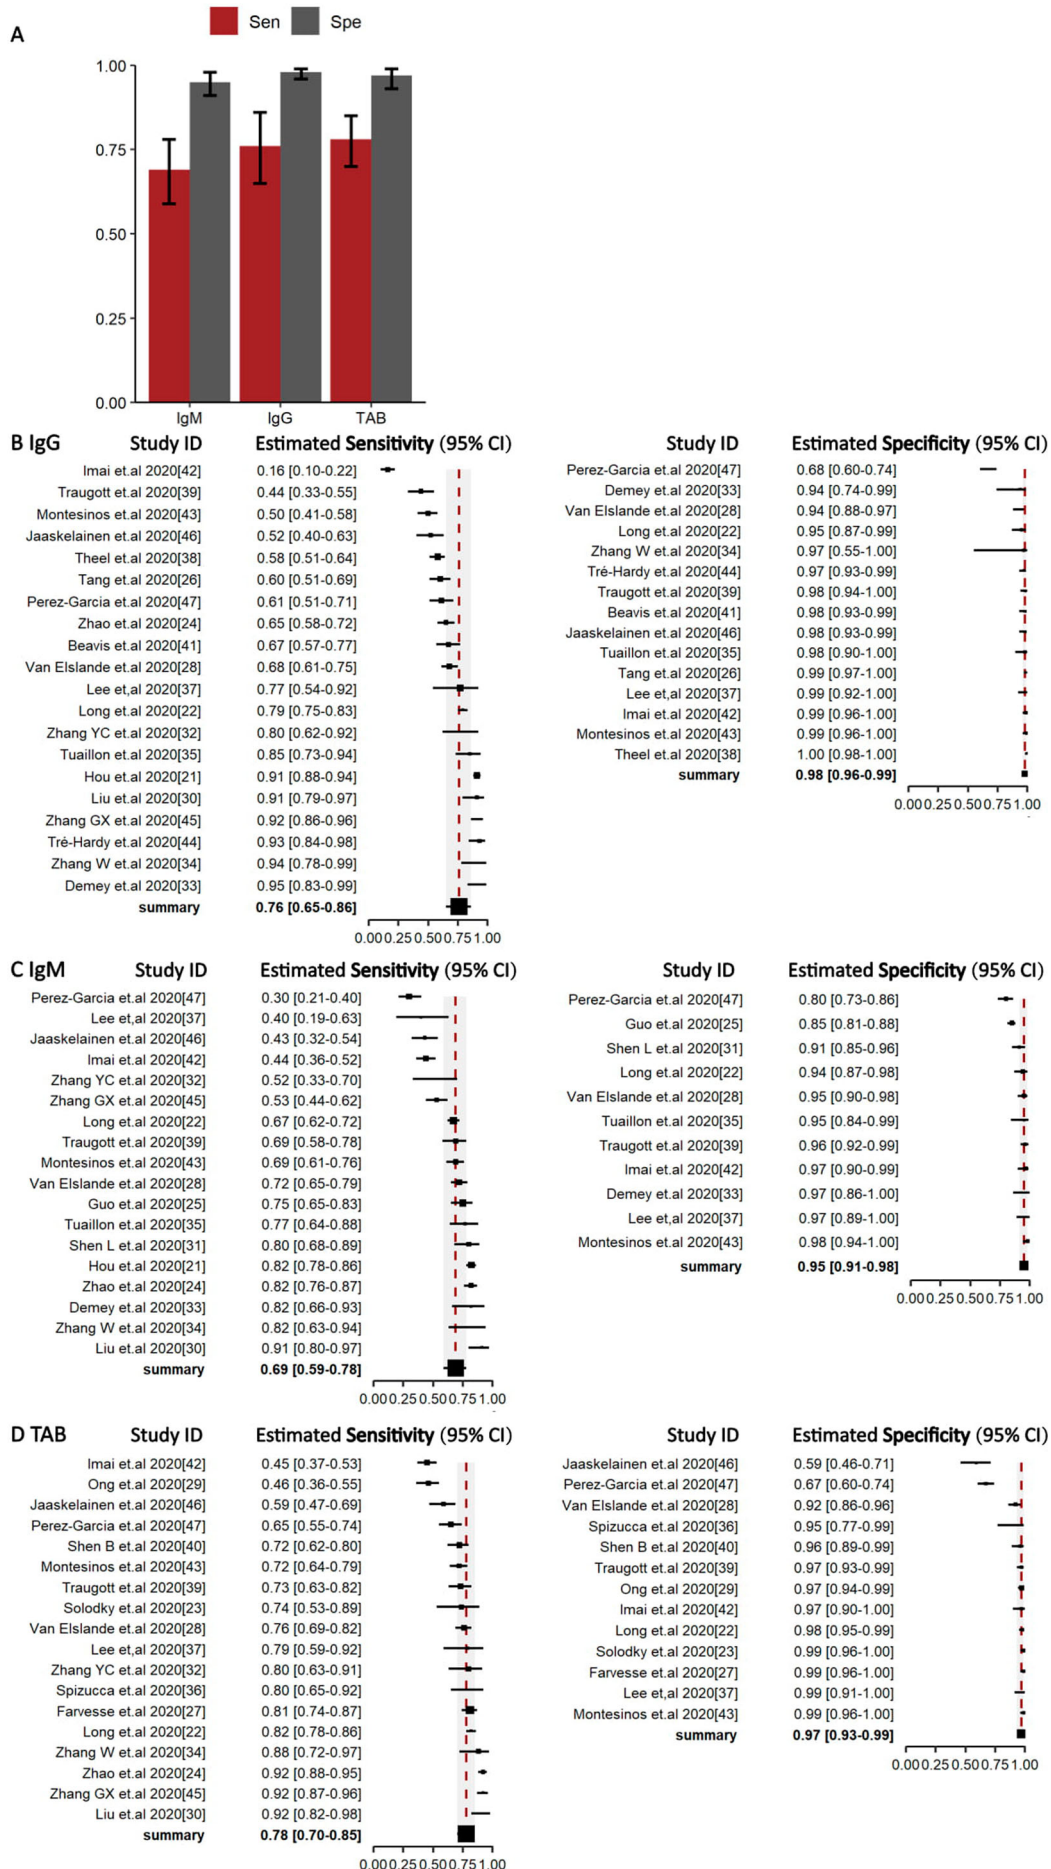 Sen Spe
A
1.00
0.75
0.50
0.25
0.00
IgM IgG TAB
B IgG Study ID Estimated Sensitivity (95% CI)
Imai et.al 2020[42] 0.16 [0.10-0.22]
Traugott et.al 2020[39] 0.44 [0.33-0.55]
Montesinos et.al 2020[43] 0.50 [0.41-0.58]
Jaaskelainen et.al 2020[46] 0.52 [0.40-0.63]
Theel et.al 2020[38] 0.58 [0.51-0.64]
Tang et.al 2020[26] 0.60 [0.51-0.69]
Perez-Garcia et.al 2020[47] 0.61 [0.51-0.71]
Zhao et.al 2020[24] 0.65 [0.58-0.72]
Beavis et.al 2020[41] 0.67 [0.57-0.77]
Van Elslande et.al 2020[28] 0.68 [0.61-0.75]
Lee et,al 2020[37] 0.77 [0.54-0.92]
Long et.al 2020[22] 0.79 [0.75-0.83]
Zhang YC et.al 2020[32] 0.80 [0.62-0.92]
Tuaillon et.al 2020[35] 0.85 [0.73-0.94]
Hou et.al 2020[21] 0.91 [0.88-0.94]
Liu et.al 2020[30] 0.91 [0.79-0.97]
Zhang GX et.al 2020[45] 0.92 [0.86-0.96]
Tré-Hardy et.al 2020[44] 0.93 [0.84-0.98]
Zhang W et.al 2020[34] 0.94 [0.78-0.99]
Demey et.al 2020[33] 0.95 [0.83-0.99]
summary 0.76 [0.65-0.86]
0.00 0.25 0.50 0.75 1.00
Study ID Estimated Specificity (95% CI)
Perez-Garcia et.al 2020[47] 0.68 [0.60-0.74]
Demey et.al 2020[33] 0.94 [0.74-0.99]
Van Elslande et.al 2020[28] 0.94 [0.88-0.97]
Long et.al 2020[22] 0.95 [0.87-0.99]
Zhang W et.al 2020[34] 0.97 [0.55-1.00]
Tré-Hardy et.al 2020[44] 0.97 [0.93-0.99]
Traugott et.al 2020[39] 0.98 [0.94-1.00]
Beavis et.al 2020[41] 0.98 [0.93-0.99]
Jaaskelainen et.al 2020[46] 0.98 [0.93-0.99]
Tuaillon et.al 2020[35] 0.98 [0.90-1.00]
Tang et.al 2020[26] 0.99 [0.97-1.00]
Lee et,al 2020[37] 0.99 [0.92-1.00]
Imai et.al 2020[42] 0.99 [0.96-1.00]
Montesinos et.al 2020[43] 0.99 [0.96-1.00]
Theel et.al 2020[38] 1.00 [0.98-1.00]
summary 0.98 [0.96-0.99]
0.00 0.25 0.50 0.75 1.00
C IgM Study ID Estimated Sensitivity (95% CI)
Perez-Garcia et.al 2020[47] 0.30 [0.21-0.40]
Lee et,al 2020[37] 0.40 [0.19-0.63]
Jaaskelainen et.al 2020[46] 0.43 [0.32-0.54]
Imai et.al 2020[42] 0.44 [0.36-0.52]
Zhang YC et.al 2020[32] 0.52 [0.33-0.70]
Zhang GX et.al 2020[45] 0.53 [0.44-0.62]
Long et.al 2020[22] 0.67 [0.62-0.72]
Traugott et.al 2020[39] 0.69 [0.58-0.78]
Montesinos et.al 2020[43] 0.69 [0.61-0.76]
Van Elslande et.al 2020[28] 0.72 [0.65-0.79]
Guo et.al 2020[25] 0.75 [0.65-0.83]
Tuaillon et.al 2020[35] 0.77 [0.64-0.88]
Shen L et.al 2020[31] 0.80 [0.68-0.89]
Hou et.al 2020[21] 0.82 [0.78-0.86]
Zhao et.al 2020[24] 0.82 [0.76-0.87]
Demey et.al 2020[33] 0.82 [0.66-0.93]
Zhang W et.al 2020[34] 0.82 [0.63-0.94]
Liu et.al 2020[30] 0.91 [0.80-0.97]
summary 0.69 [0.59-0.78]
0.00 0.25 0.50 0.75 1.00
Study ID Estimated Specificity (95% CI)
Perez-Garcia et.al 2020[47] 0.80 [0.73-0.86]
Guo et.al 2020[25] 0.85 [0.81-0.88]
Shen L et.al 2020[31] 0.91 [0.85-0.96]
Long et.al 2020[22] 0.94 [0.87-0.98]
Van Elslande et.al 2020[28] 0.95 [0.90-0.98]
Tuaillon et.al 2020[35] 0.95 [0.84-0.99]
Traugott et.al 2020[39] 0.96 [0.92-0.99]
Imai et.al 2020[42] 0.97 [0.90-0.99]
Demey et.al 2020[33] 0.97 [0.86-1.00]
Lee et,al 2020[37] 0.97 [0.89-1.00]
Montesinos et.al 2020[43] 0.98 [0.94-1.00]
summary 0.95 [0.91-0.98]
0.00 0.25 0.50 0.75 1.00
D TAB Study ID Estimated Sensitivity (95% CI)
Imai et.al 2020[42] 0.45 [0.37-0.53]
Ong et.al 2020[29] 0.46 [0.36-0.55]
Jaaskelainen et.al 2020[46] 0.59 [0.47-0.69]
Perez-Garcia et.al 2020[47] 0.65 [0.55-0.74]
Shen B et.al 2020[40] 0.72 [0.62-0.80]
Montesinos et.al 2020[43] 0.72 [0.64-0.79]
Traugott et.al 2020[39] 0.73 [0.63-0.82]
Solodky et.al 2020[23] 0.74 [0.53-0.89]
Van Elslande et.al 2020[28] 0.76 [0.69-0.82]
Lee et,al 2020[37] 0.79 [0.59-0.92]
Zhang YC et.al 2020[32] 0.80 [0.63-0.91]
Spizucca et.al 2020[36] 0.80 [0.65-0.92]
Farvesse et.al 2020[27] 0.81 [0.74-0.87]
Long et.al 2020[22] 0.82 [0.78-0.86]
Zhang W et.al 2020[34] 0.88 [0.72-0.97]
Zhao et.al 2020[24] 0.92 [0.88-0.95]
Zhang GX et.al 2020[45] 0.92 [0.87-0.96]
Liu et.al 2020[30] 0.92 [0.82-0.98]
summary 0.78 [0.70-0.85]
0.00 0.25 0.50 0.75 1.00
Study ID Estimated Specificity (95% CI)
Jaaskelainen et.al 2020[46] 0.59 [0.46-0.71]
Perez-Garcia et.al 2020[47] 0.67 [0.60-0.74]
Van Elslande et.al 2020[28] 0.92 [0.86-0.96]
Spizucca et.al 2020[36] 0.95 [0.77-0.99]
Shen B et.al 2020[40] 0.96 [0.89-0.99]
Traugott et.al 2020[39] 0.97 [0.93-0.99]
Ong et.al 2020[29] 0.97 [0.94-0.99]
Imai et.al 2020[42] 0.97 [0.90-1.00]
Long et.al 2020[22] 0.98 [0.95-0.99]
Solodky et.al 2020[23] 0.99 [0.96-1.00]
Farvesse et.al 2020[27] 0.99 [0.96-1.00]
Lee et,al 2020[37] 0.99 [0.91-1.00]
Montesinos et.al 2020[43] 0.99 [0.96-1.00]
summary 0.97 [0.93-0.99]
0.00 0.25 0.50 0.75 1.00